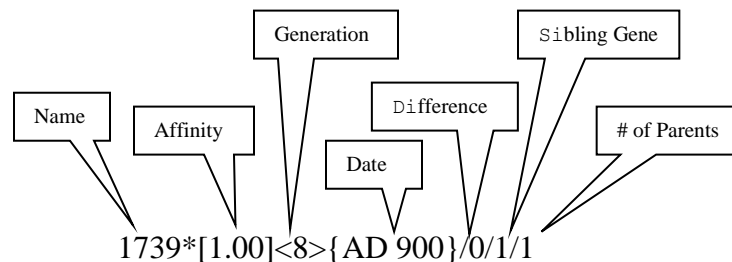 Generation
Sibling Gene
Name
Affinity
Difference
# of Parents
Date
1739*[1.00]<8>{AD 900}/0/1/1